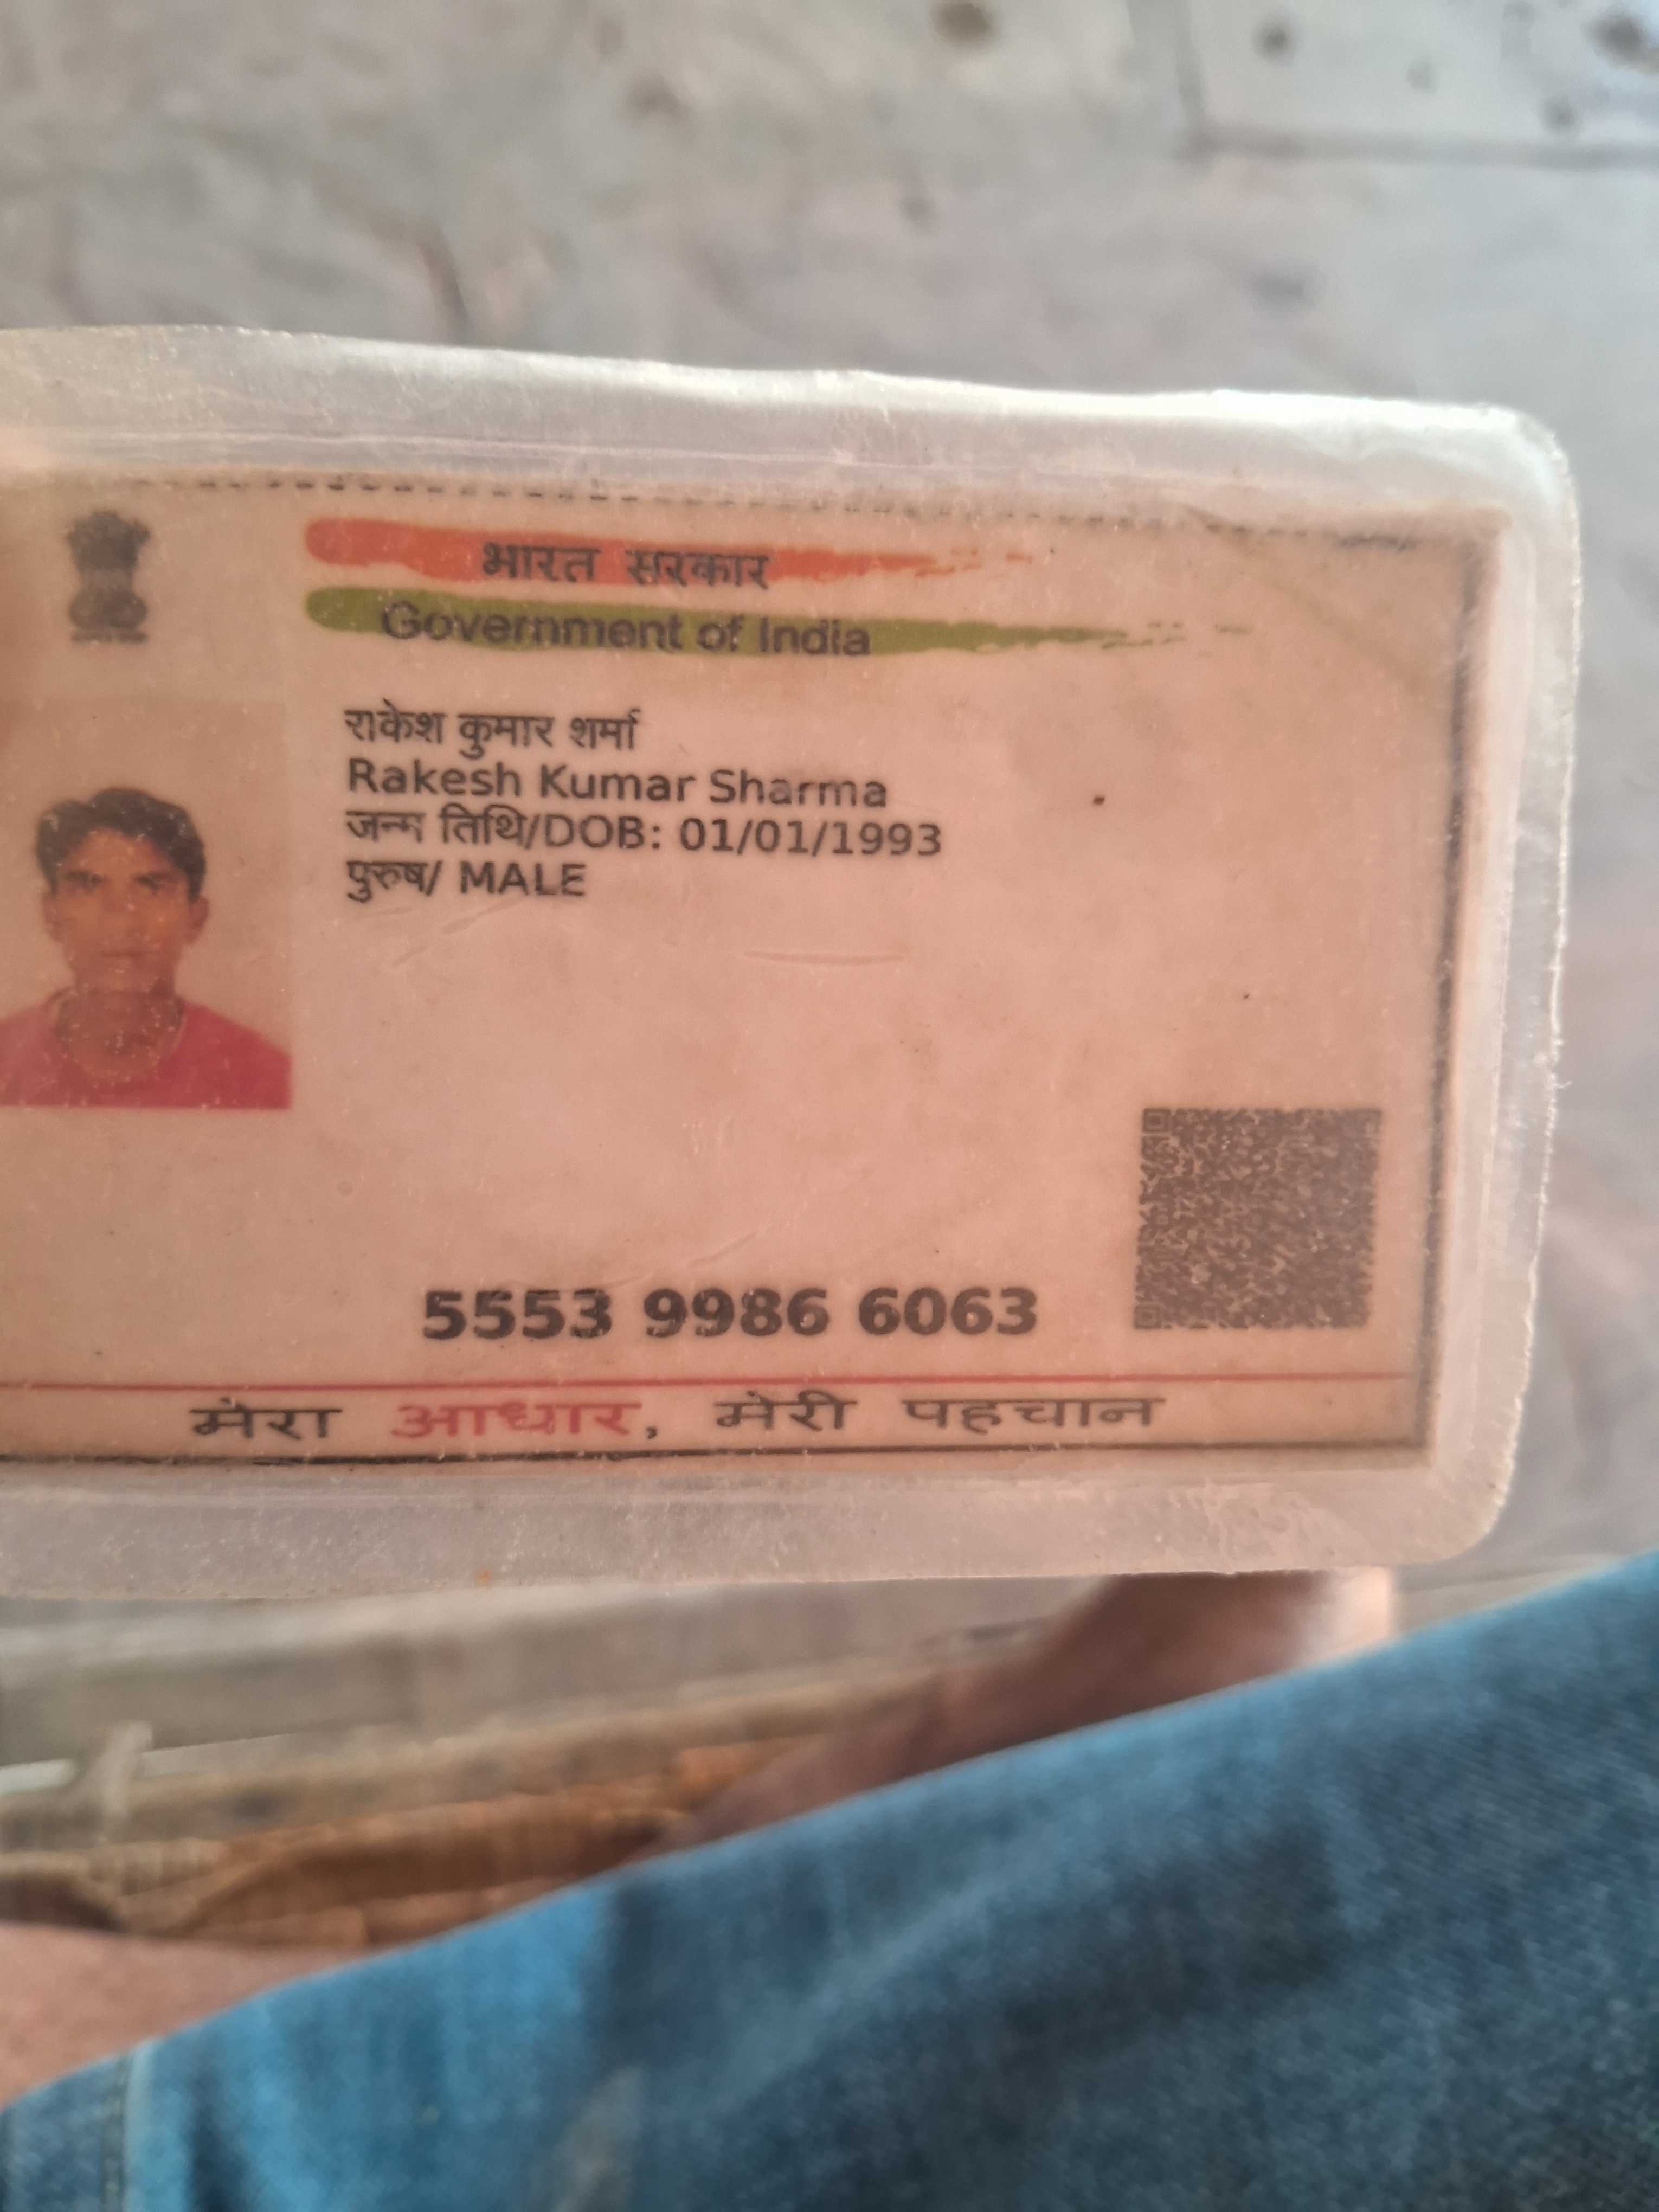 भारत सरकार
Government of India
राकेश कुमार शर्मा
Rakesh Kumar Sharma
जन्म तिथि/DOB: 01/01/1993
पुरुष/ MALE
5553 9986 6063
मेरा आधार, मेरी पहचान